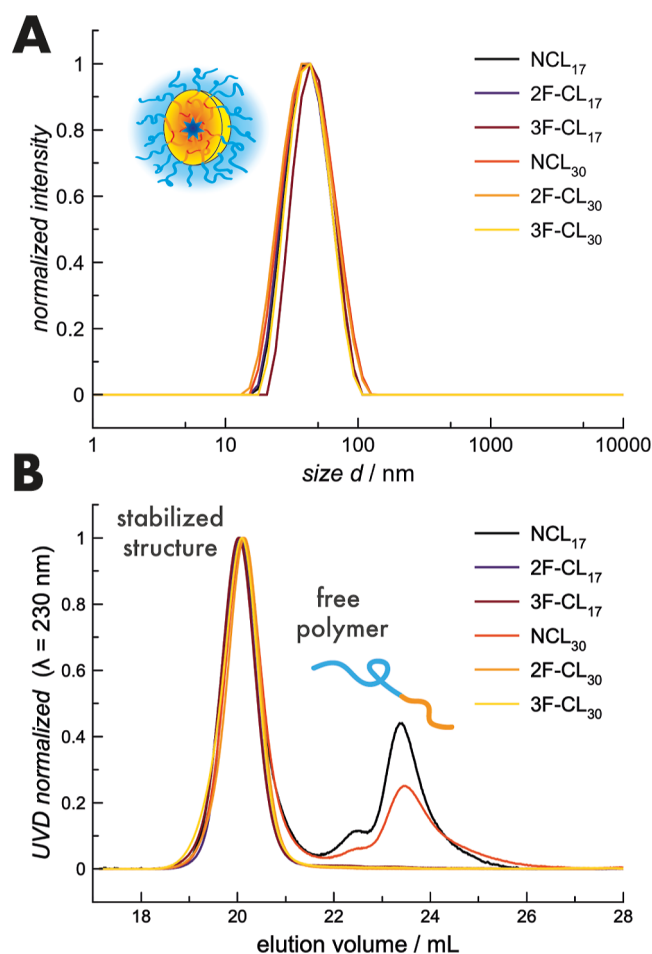 A
normalized intensity
1
0.8
0.6
0.4
0.2
0
NCL17
2F-CL17
3F-CL17
NCL30
2F-CL30
3F-CL30
1 10 100 1000 10000
size d / nm
B
UVD normalized (λ = 230 nm)
1
0.8
0.6
0.4
0.2
0
stabilized
structure
free
polymer
NCL17
2F-CL17
3F-CL17
NCL30
2F-CL30
3F-CL30
18 20 22 24 26 28
elution volume / mL